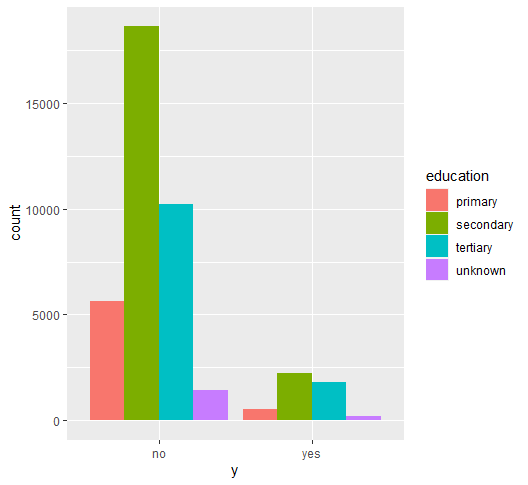 15000
10000
5000
0
count
no
yes
y
education
primary
secondary
tertiary
unknown